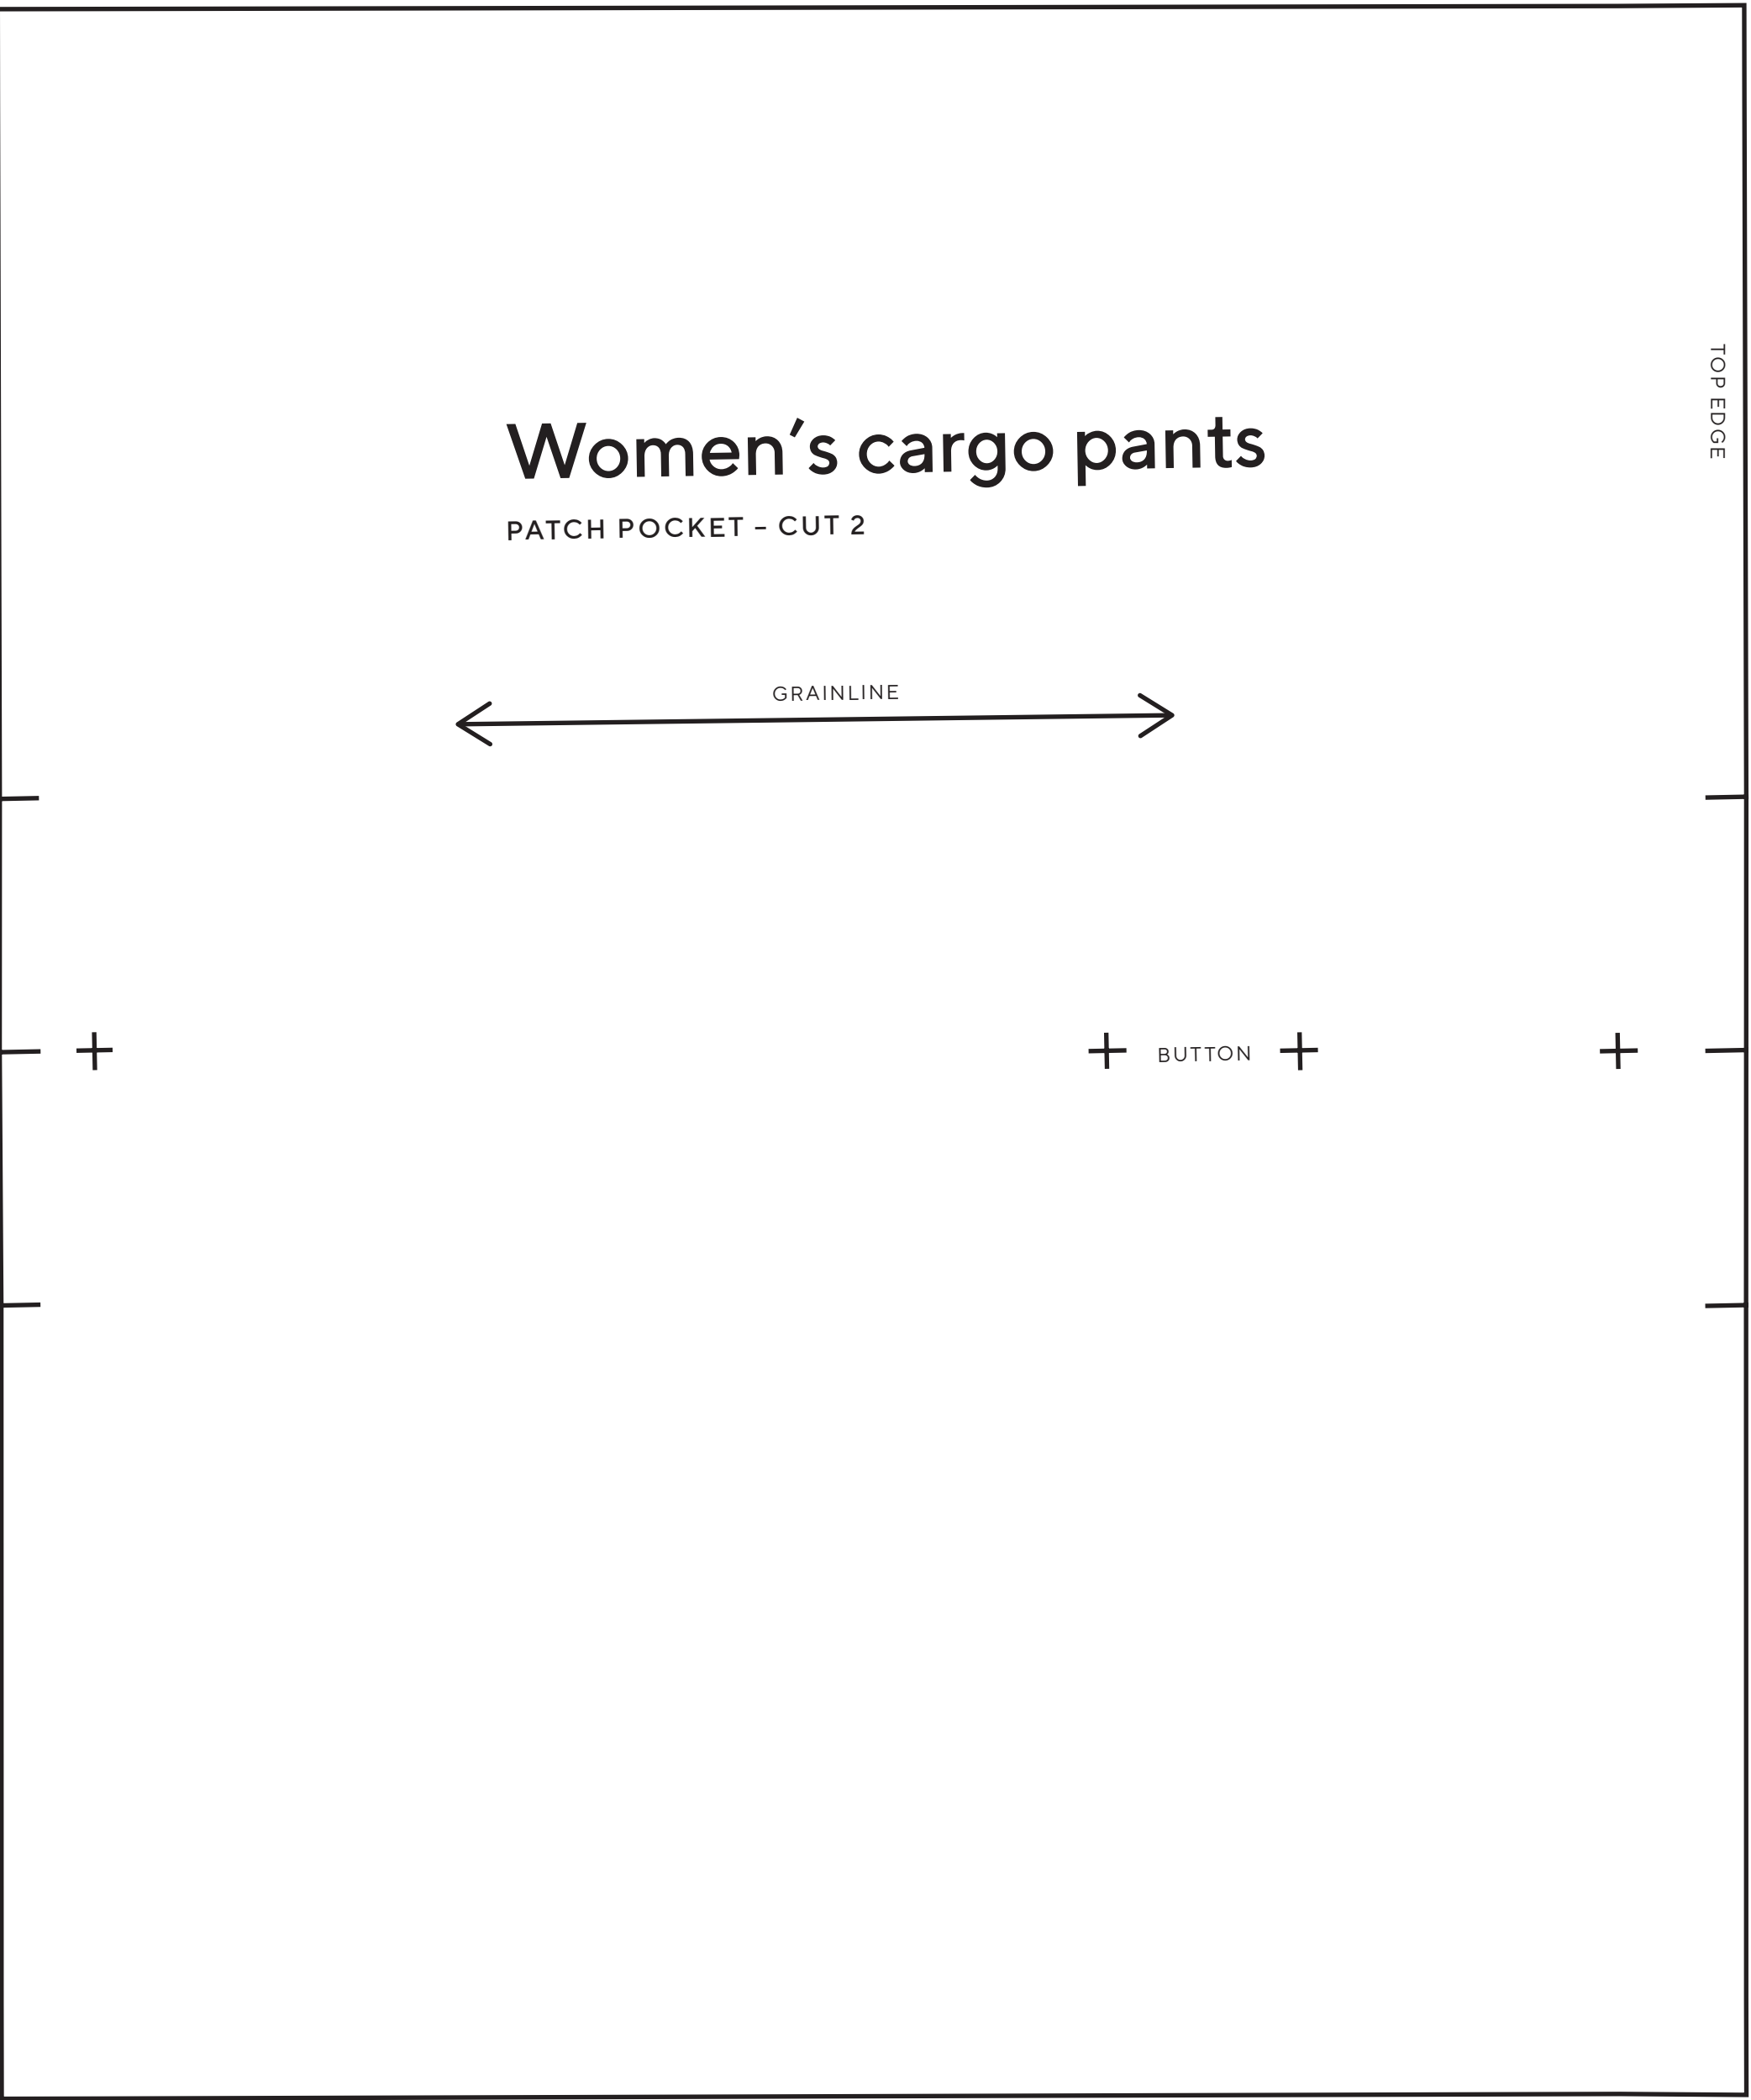 Women's cargo pants
PATCH POCKET – CUT 2
TOP EDGE
GRAINLINE
BUTTON